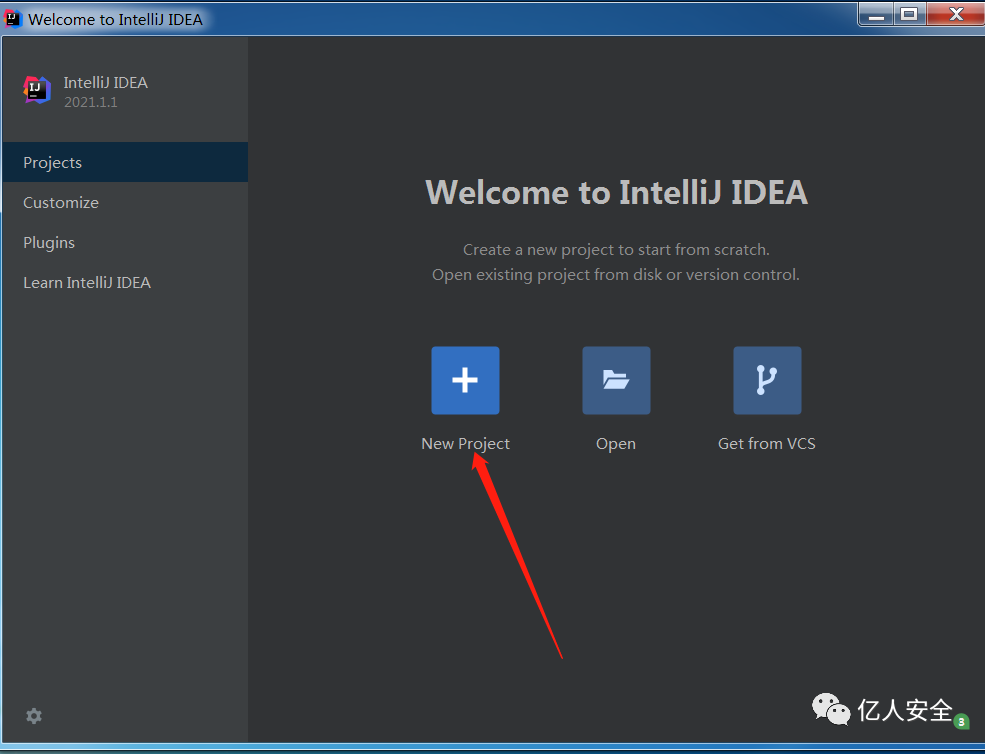 Welcome to IntelliJ IDEA
IntelliJ IDEA
2021.1.1
Projects
Customize
Plugins
Learn IntelliJ IDEA
Welcome to IntelliJ IDEA
Create a new project to start from scratch.
Open existing project from disk or version control.
New Project
Open
Get from VCS
亿人安全
3